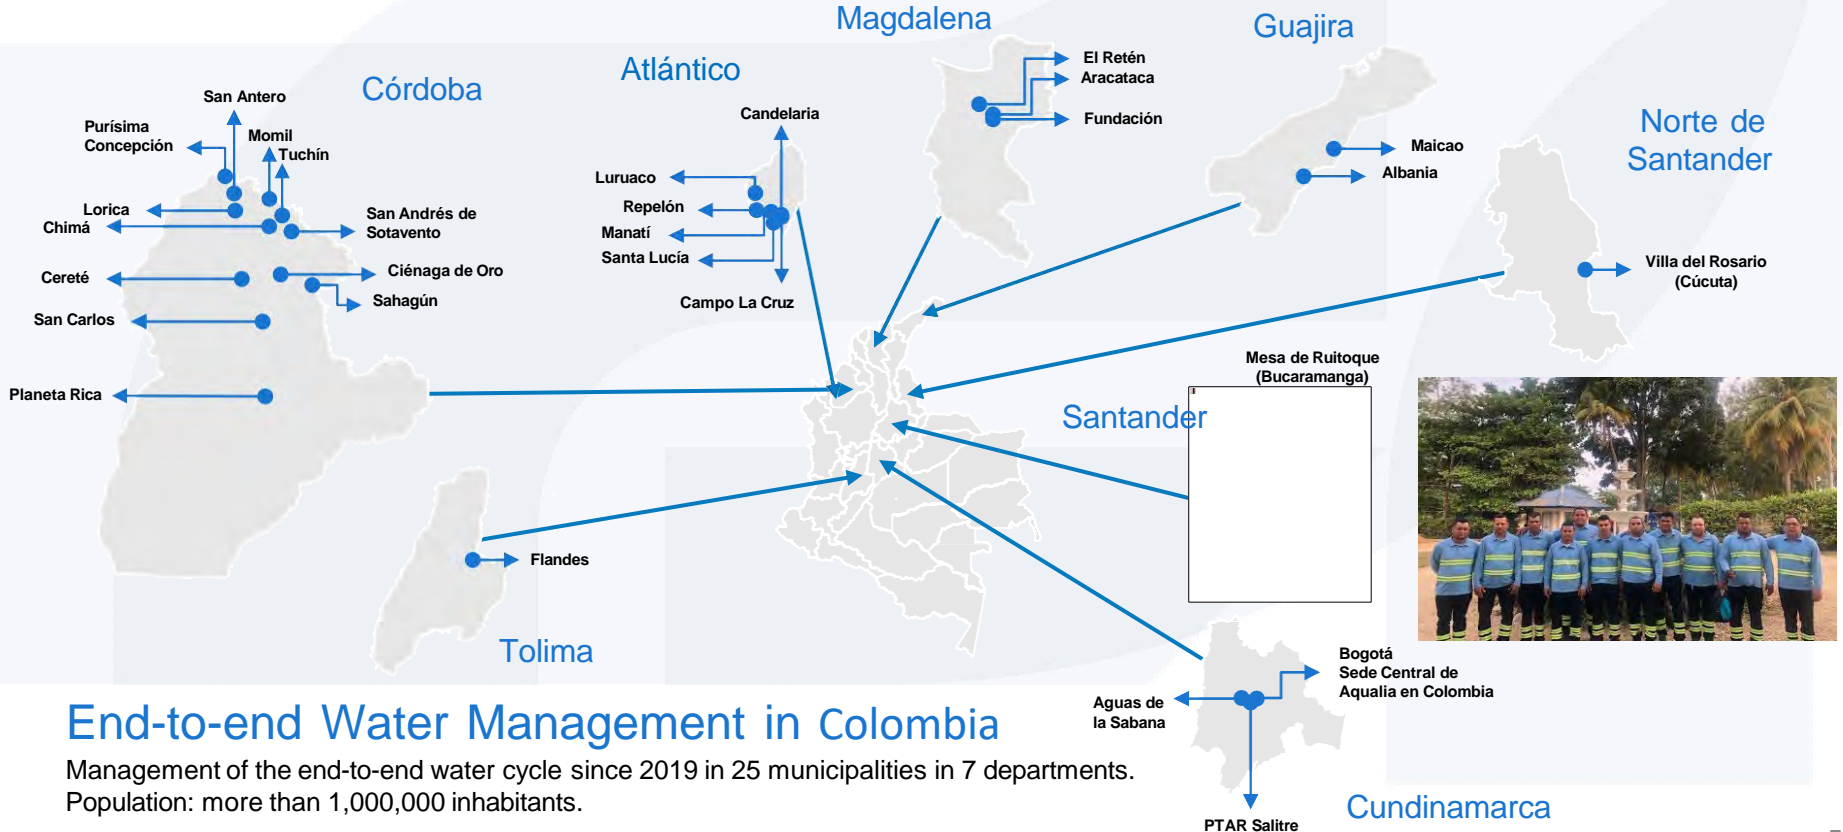 Magdalena
Guajira
Atlántico
Córdoba
Norte de
Santander
El Retén
Aracataca
Fundación
San Antero
Purísima
Concepción
Momil
Tuchín
Lorica
Chimá
San Andrés de
Sotavento
Cereté
Ciénaga de Oro
Sahagún
San Carlos
Planeta Rica
Candelaria
Luruaco
Repelón
Manatí
Santa Lucía
Campo La Cruz
Maicao
Albania
Villa del Rosario
(Cúcuta)
Mesa de Ruitoque
(Bucaramanga)
Santander
Flandes
Tolima
Bogotá
Sede Central de
Aqualia en Colombia
Aguas de
la Sabana
PTAR Salitre
Cundinamarca
End-to-end Water Management in Colombia
Management of the end-to-end water cycle since 2019 in 25 municipalities in 7 departments.
Population: more than 1,000,000 inhabitants.